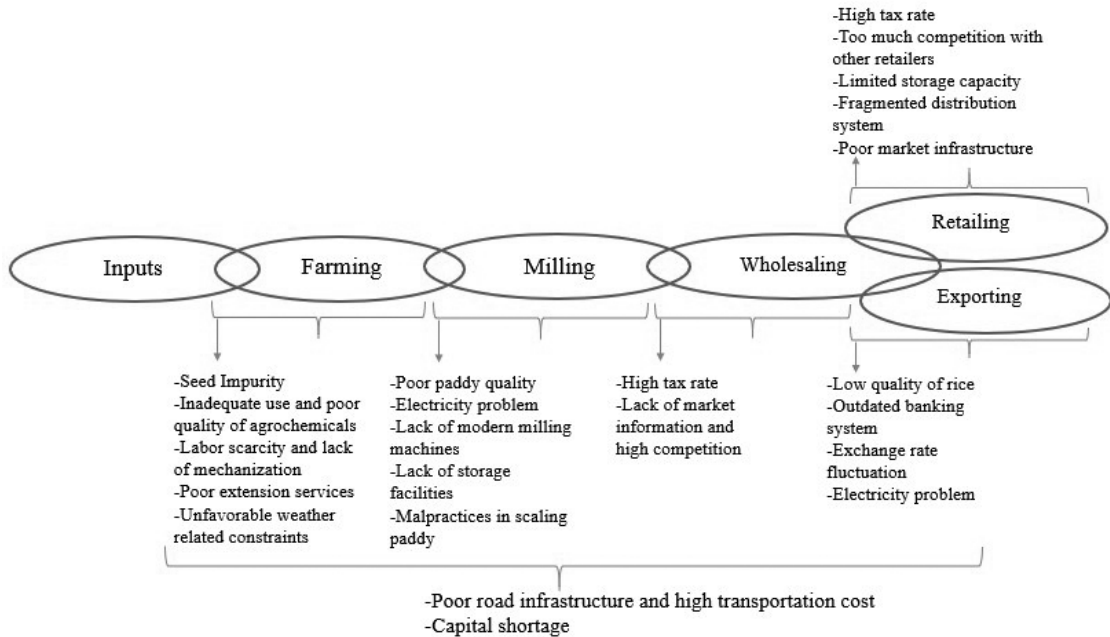 -High tax rate
-Too much competition with
other retailers
-Limited storage capacity
-Fragmented distribution
system
-Poor market infrastructure
Retailing
Inputs
Farming
Milling
Wholesaling
Exporting
-Seed Impurity
-Inadequate use and poor
quality of agrochemicals
-Labor scarcity and lack
of mechanization
-Poor extension services
-Unfavorable weather
related constraints
-Poor paddy quality
-Electricity problem
-Lack of modern milling
machines
-Lack of storage
facilities
-Malpractices in scaling
paddy
-High tax rate
-Lack of market
information and
high competition
-Low quality of rice
-Outdated banking
system
-Exchange rate
fluctuation
-Electricity problem
-Poor road infrastructure and high transportation cost
-Capital shortage